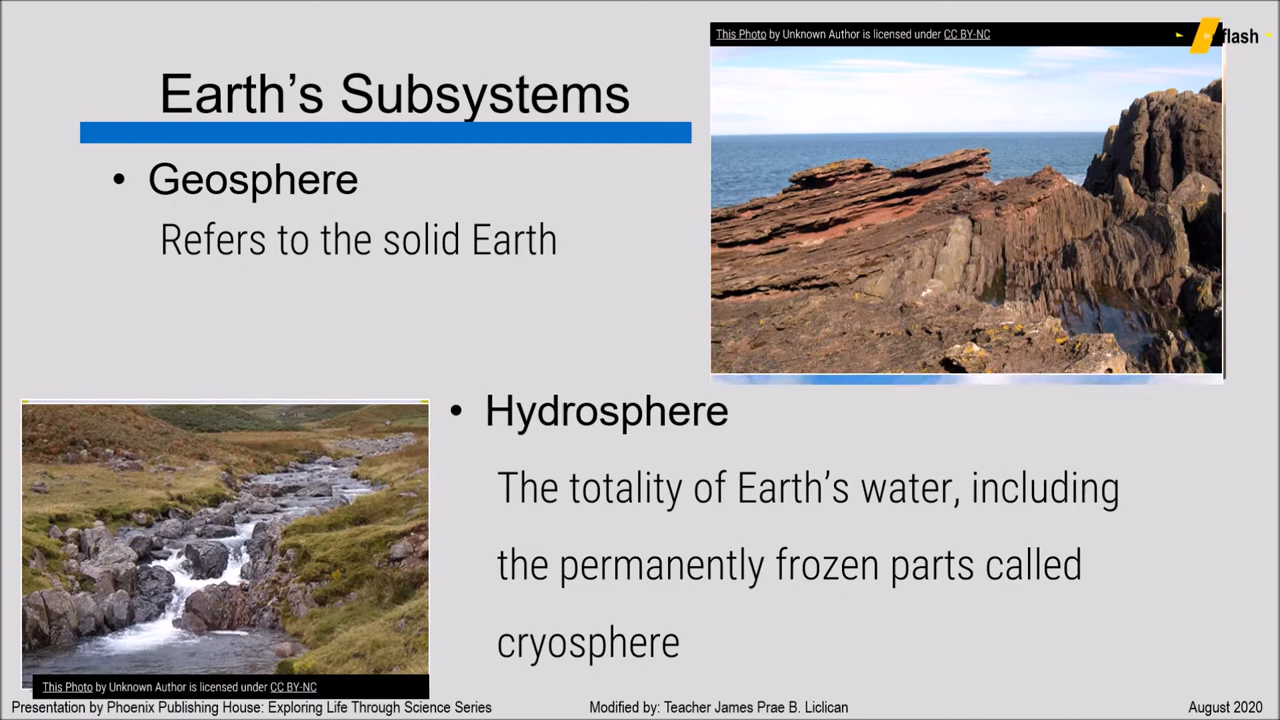 This Photo by Unknown Author is licensed under CC BY-NC
flash
Earth's Subsystems
• Geosphere
Refers to the solid Earth
• Hydrosphere
The totality of Earth's water, including
the permanently frozen parts called
cryosphere
This Photo by Unknown Author is licensed under CC BY-NC
Presentation by Phoenix Publishing House: Exploring Life Through Science Series
Modified by: Teacher James Prae B. Liclican
August 2020